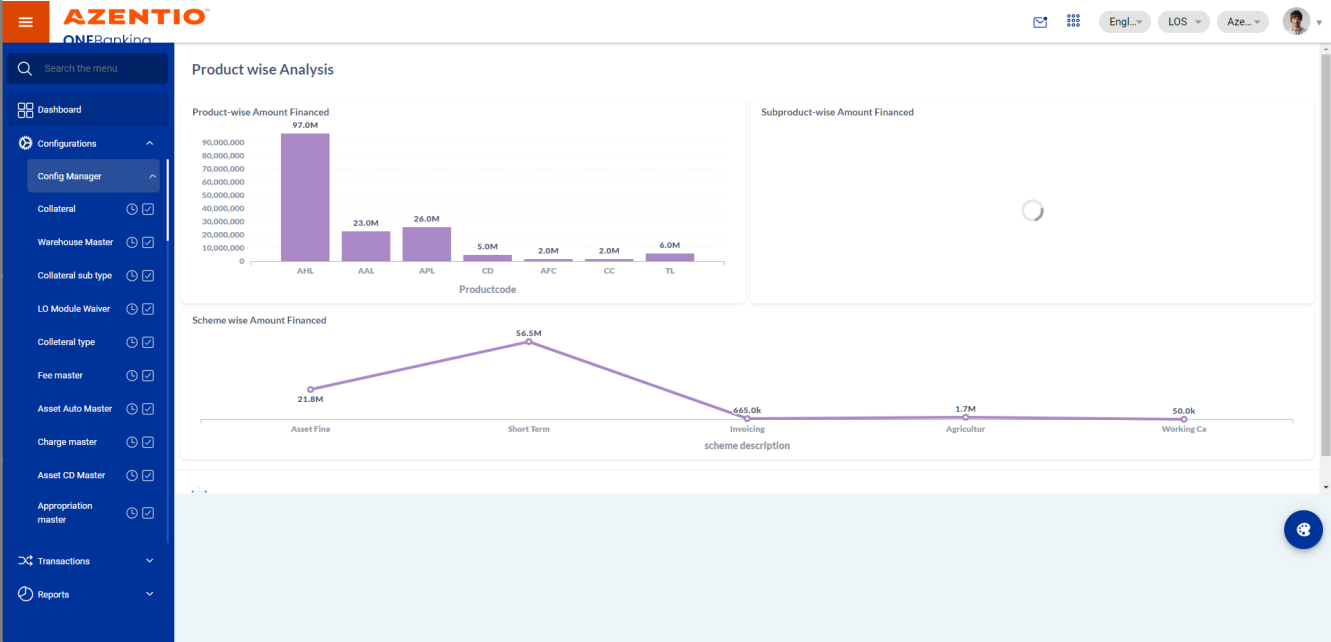 AZENTIO
ONEBanking
Engl...
LOS
Aze...
Search the menu
Dashboard
Configurations
Config Manager
Collateral
Warehouse Master
Collateral sub type
LO Module Waiver
Colleteral type
Fee master
Asset Auto Master
Charge master
Asset CD Master
Appropriation
master
Transactions
Reports
Product wise Analysis
Product-wise Amount Financed
97.0M
90,000,000
80,000,000
70,000,000
60,000,000
50,000,000
40,000,000
30,000,000
20,000,000
10,000,000
0
23.0M
26.0M
5.0M
2.0M
2.0M
6.0M
AHL
AAL
APL
CD
AFC
CC
TL
Productcode
Subproduct-wise Amount Financed
Scheme wise Amount Financed
56.5M
21.8M
665.0k
1.7M
50.0k
Asset Fina
Short Term
Invoicing
Agricultur
Working Ca
scheme description